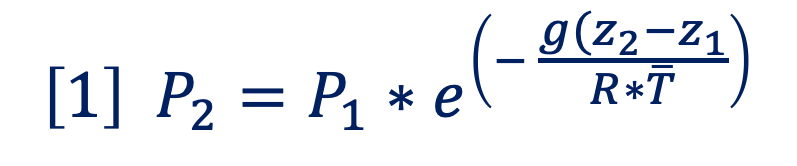 [1] P₂ = P₁ * e^(− g(z₂−z₁ / R*T̿)